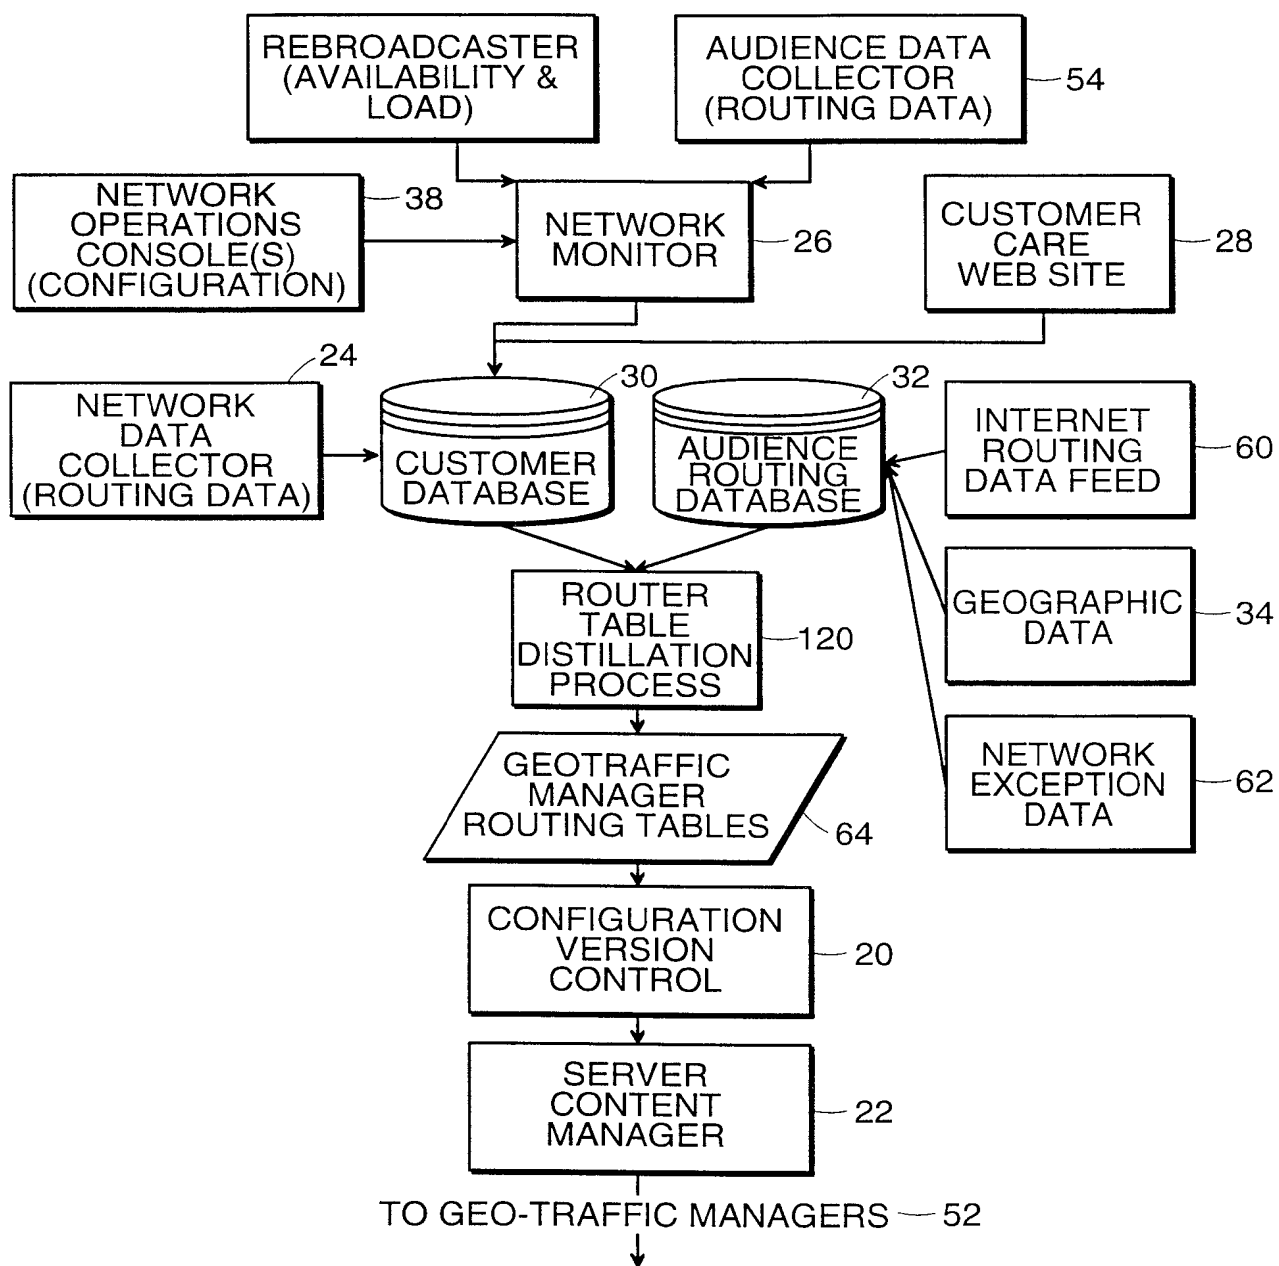 REBROADCASTER
(AVAILABILITY &
LOAD)
AUDIENCE DATA
COLLECTOR
(ROUTING DATA)
54
NETWORK
OPERATIONS
CONSOLE(S)
(CONFIGURATION)
38
NETWORK
MONITOR
26
CUSTOMER
CARE
WEB SITE
28
24
NETWORK
DATA
COLLECTOR
(ROUTING DATA)
30
CUSTOMER
DATABASE
32
AUDIENCE
ROUTING
DATABASE
INTERNET
ROUTING
DATA FEED
60
ROUTER
TABLE
DISTILLATION
PROCESS
120
GEOGRAPHIC
DATA
34
GEOTRAFFIC
MANAGER
ROUTING TABLES
64
NETWORK
EXCEPTION
DATA
62
CONFIGURATION
VERSION
CONTROL
20
SERVER
CONTENT
MANAGER
22
TO GEO-TRAFFIC MANAGERS
52